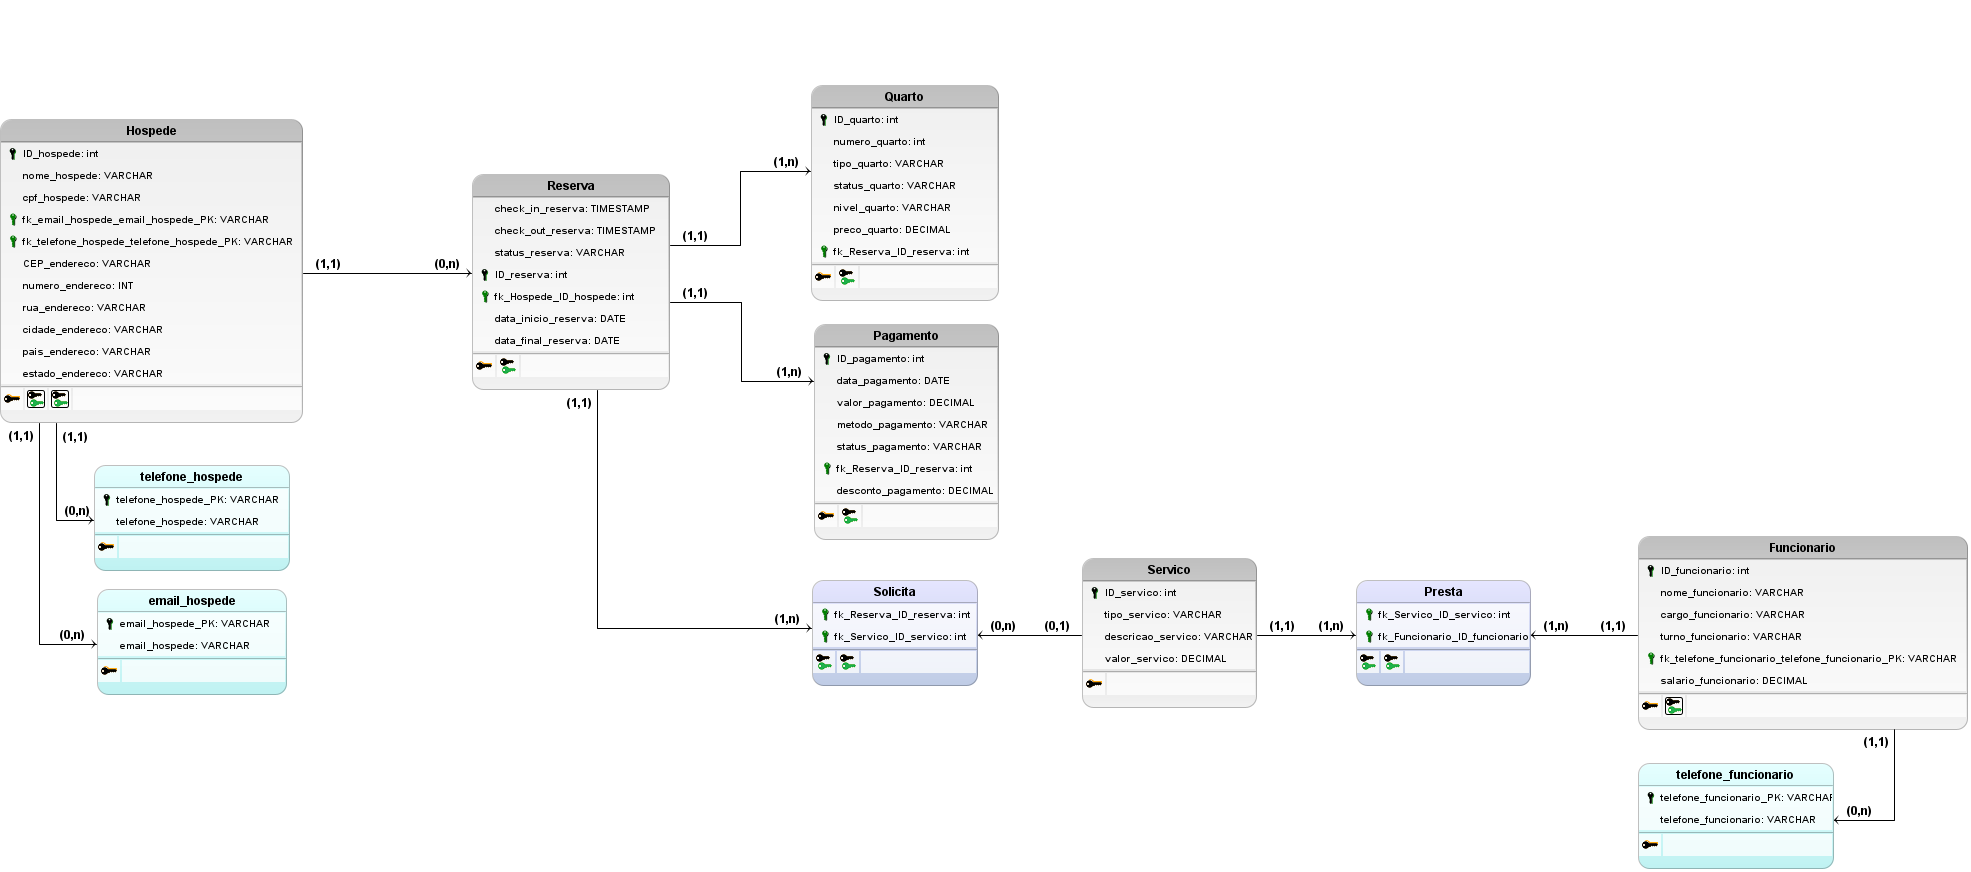 Hospede
ID_hospede: int
nome_hospede: VARCHAR
cpf_hospede: VARCHAR
fk_email_hospede_email_hospede_PK: VARCHAR
fk_telefone_hospede_telefone_hospede_PK: VARCHAR
CEP_endereco: VARCHAR
numero_endereco: INT
rua_endereco: VARCHAR
cidade_endereco: VARCHAR
pais_endereco: VARCHAR
estado_endereco: VARCHAR
(1,1)
(0,n)
(1,1)
(1,1)
telefone_hospede
telefone_hospede_PK: VARCHAR
telefone_hospede: VARCHAR
(0,n)
email_hospede
email_hospede_PK: VARCHAR
email_hospede: VARCHAR
(0,n)
Reserva
check_in_reserva: TIMESTAMP
check_out_reserva: TIMESTAMP
status_reserva: VARCHAR
ID_reserva: int
fk_Hospede_ID_hospede: int
data_inicio_reserva: DATE
data_final_reserva: DATE
(1,1)
(1,n)
(1,1)
(1,n)
(1,1)
(1,n)
Quarto
ID_quarto: int
numero_quarto: int
tipo_quarto: VARCHAR
status_quarto: VARCHAR
nivel_quarto: VARCHAR
preco_quarto: DECIMAL
fk_Reserva_ID_reserva: int
Pagamento
ID_pagamento: int
data_pagamento: DATE
valor_pagamento: DECIMAL
metodo_pagamento: VARCHAR
status_pagamento: VARCHAR
fk_Reserva_ID_reserva: int
desconto_pagamento: DECIMAL
Solicita
fk_Reserva_ID_reserva: int
fk_Servico_ID_servico: int
(0,n)
(0,1)
Servico
ID_servico: int
tipo_servico: VARCHAR
descricao_servico: VARCHAR
valor_servico: DECIMAL
(1,1)
(1,n)
Presta
fk_Servico_ID_servico: int
fk_Funcionario_ID_funcionario
(1,n)
(1,1)
Funcionario
ID_funcionario: int
nome_funcionario: VARCHAR
cargo_funcionario: VARCHAR
turno_funcionario: VARCHAR
fk_telefone_funcionario_telefone_funcionario_PK: VARCHAR
salario_funcionario: DECIMAL
(1,1)
telefone_funcionario
telefone_funcionario_PK: VARCHAR
telefone_funcionario: VARCHAR
(0,n)